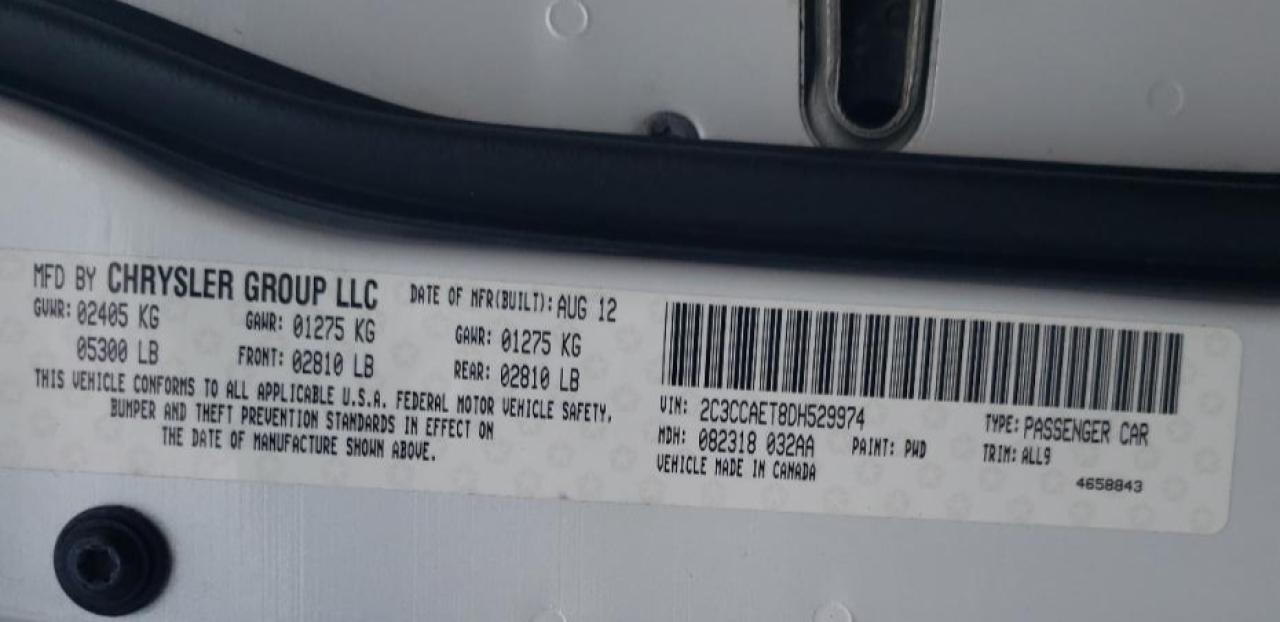 MFD BY CHRYSLER GROUP LLC DATE OF MFR(BUILT): AUG 12
GVWR: 02405 KG GAWR: 01275 KG GAWR: 01275 KG
05300 LB FRONT: 02810 LB REAR: 02810 LB
THIS VEHICLE CONFORMS TO ALL APPLICABLE U.S.A. FEDERAL MOTOR VEHICLE SAFETY,
BUMPER AND THEFT PREVENTION STANDARDS IN EFFECT ON
THE DATE OF MANUFACTURE SHOWN ABOVE.
VIN: 2C3CCAET8DH529974 TYPE: PASSENGER CAR
MDH: 082318 032AA PAINT: PWD TRIM: ALL9
VEHICLE MADE IN CANADA 4658843